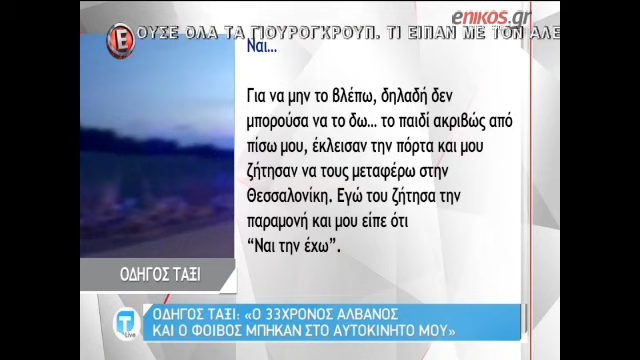 enikos.gr
E
ΟΥΣΕ ΟΛΑ ΤΑ ΓΙΟΥΡΟΓΚΡΟΥΠ. ΤΙ ΕΙΠΑΝ ΜΕ ΤΟΝ ΑΛΕ
Ναι...
Για να μην το βλέπω, δηλαδή δεν
μπορούσα να το δω... το παιδί ακριβώς από
πίσω μου, έκλεισαν την πόρτα και μου
ζήτησαν να τους μεταφέρω στην
Θεσσαλονίκη. Εγώ του ζήτησα την
παραμονή και μου είπε ότι
“Ναι την έχω”.
ΟΔΗΓΟΣ ΤΑΞΙ
T
Live
ΟΔΗΓΟΣ ΤΑΞΙ: «Ο 33ΧΡΟΝΟΣ ΑΛΒΑΝΟΣ
ΚΑΙ Ο ΦΟΙΒΟΣ ΜΠΗΚΑΝ ΣΤΟ ΑΥΤΟΚΙΝΗΤΟ ΜΟΥ»